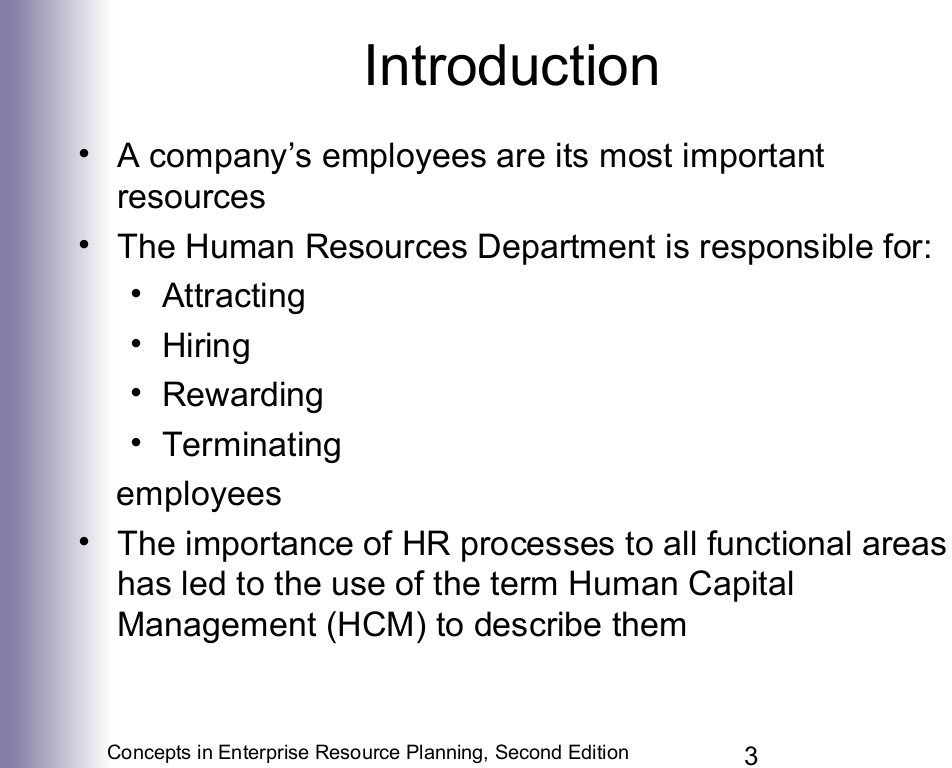 Introduction
• A company’s employees are its most important
resources
• The Human Resources Department is responsible for:
• Attracting
• Hiring
• Rewarding
• Terminating
employees
• The importance of HR processes to all functional areas
has led to the use of the term Human Capital
Management (HCM) to describe them
Concepts in Enterprise Resource Planning, Second Edition
3